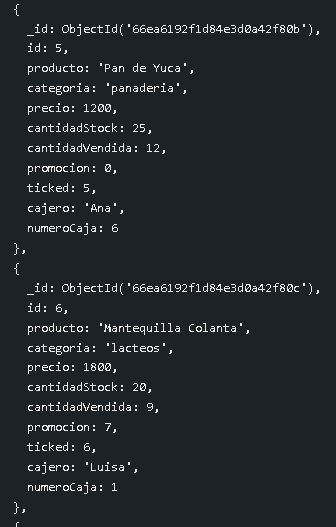 {
_id: ObjectId('66ea6192f1d84e3d0a42f80b'),
id: 5,
producto: 'Pan de Yuca',
categoria: 'panaderia',
precio: 1200,
cantidadStock: 25,
cantidadVendida: 12,
promocion: 0,
ticked: 5,
cajero: 'Ana',
numeroCaja: 6
},
{
_id: ObjectId('66ea6192f1d84e3d0a42f80c'),
id: 6,
producto: 'Mantequilla Colanta',
categoria: 'lacteos',
precio: 1800,
cantidadStock: 20,
cantidadVendida: 9,
promocion: 7,
ticked: 6,
cajero: 'Luisa',
numeroCaja: 1
},
{